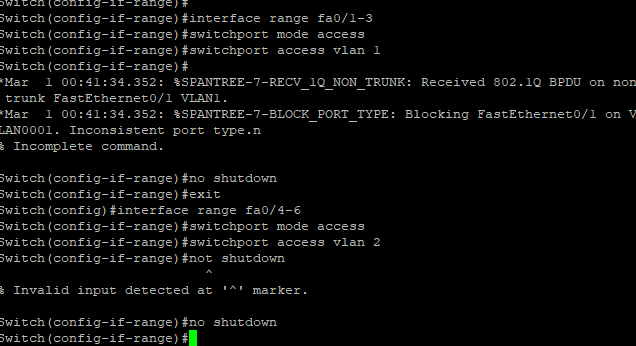 Switch(config-if-range)#
Switch(config-if-range)#interface range fa0/1-3
Switch(config-if-range)#switchport mode access
Switch(config-if-range)#switchport access vlan 1
Switch(config-if-range)#
*Mar  1 00:41:34.352: %SPANTREE-7-RECV_1Q_NON_TRUNK: Received 802.1Q BPDU on non
 trunk FastEthernet0/1 VLAN1.
*Mar  1 00:41:34.352: %SPANTREE-7-BLOCK_PORT_TYPE: Blocking FastEthernet0/1 on V
LAN0001. Inconsistent port type.n
% Incomplete command.
Switch(config-if-range)#no shutdown
Switch(config-if-range)#exit
Switch(config)#interface range fa0/4-6
Switch(config-if-range)#switchport mode access
Switch(config-if-range)#switchport access vlan 2
Switch(config-if-range)#not shutdown
^
% Invalid input detected at '^' marker.
Switch(config-if-range)#no shutdown
Switch(config-if-range)#